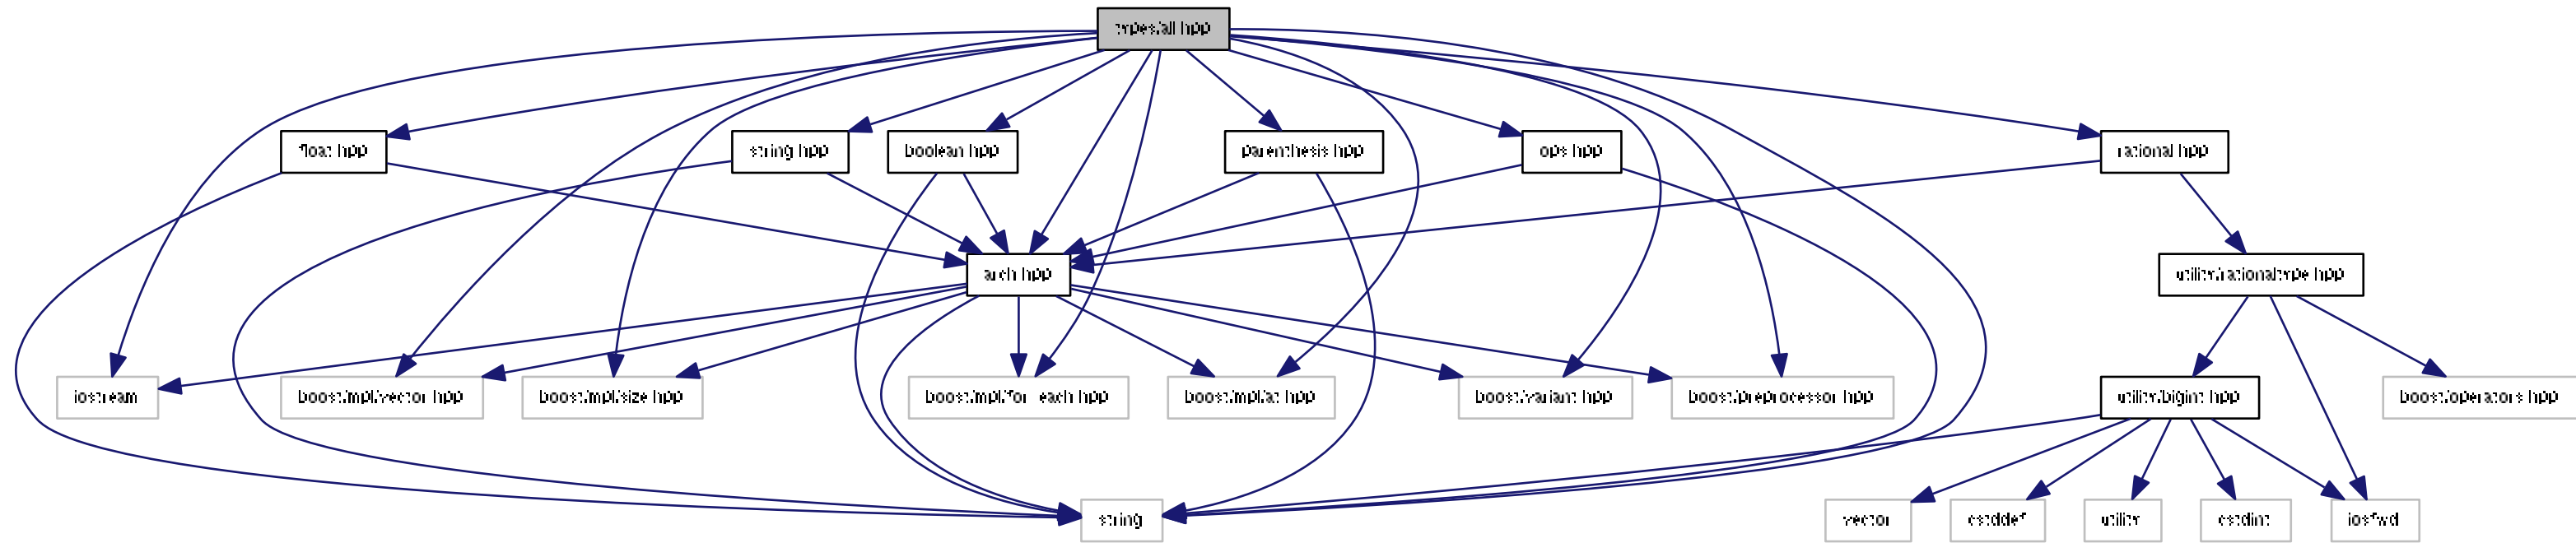 types/all.hpp
float.hpp
string.hpp
boolean.hpp
parenthesis.hpp
ops.hpp
rational.hpp
arch.hpp
utility/rationaltype.hpp
iostream
boost/mpl/vector.hpp
boost/mpl/size.hpp
boost/mpl/for_each.hpp
boost/mpl/at.hpp
boost/variant.hpp
boost/preprocessor.hpp
utility/bigint.hpp
boost/operators.hpp
string
vector
cstddef
utility
cstdint
iosfwd